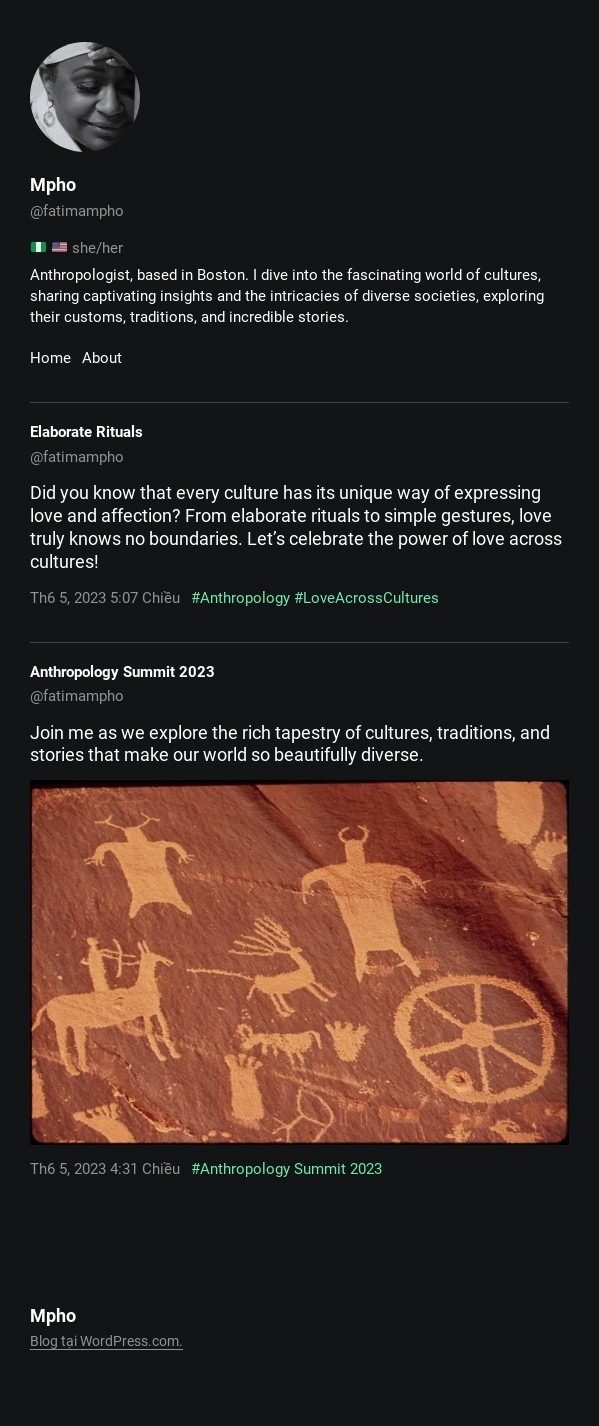 Mpho
@fatimampho
🇳🇬 🇺🇸 she/her
Anthropologist, based in Boston. I dive into the fascinating world of cultures,
sharing captivating insights and the intricacies of diverse societies, exploring
their customs, traditions, and incredible stories.
Home About
Elaborate Rituals
@fatimampho
Did you know that every culture has its unique way of expressing
love and affection? From elaborate rituals to simple gestures, love
truly knows no boundaries. Let’s celebrate the power of love across
cultures!
Th6 5, 2023 5:07 Chiều #Anthropology #LoveAcrossCultures
Anthropology Summit 2023
@fatimampho
Join me as we explore the rich tapestry of cultures, traditions, and
stories that make our world so beautifully diverse.
Th6 5, 2023 4:31 Chiều #Anthropology Summit 2023
Mpho
Blog tại WordPress.com.